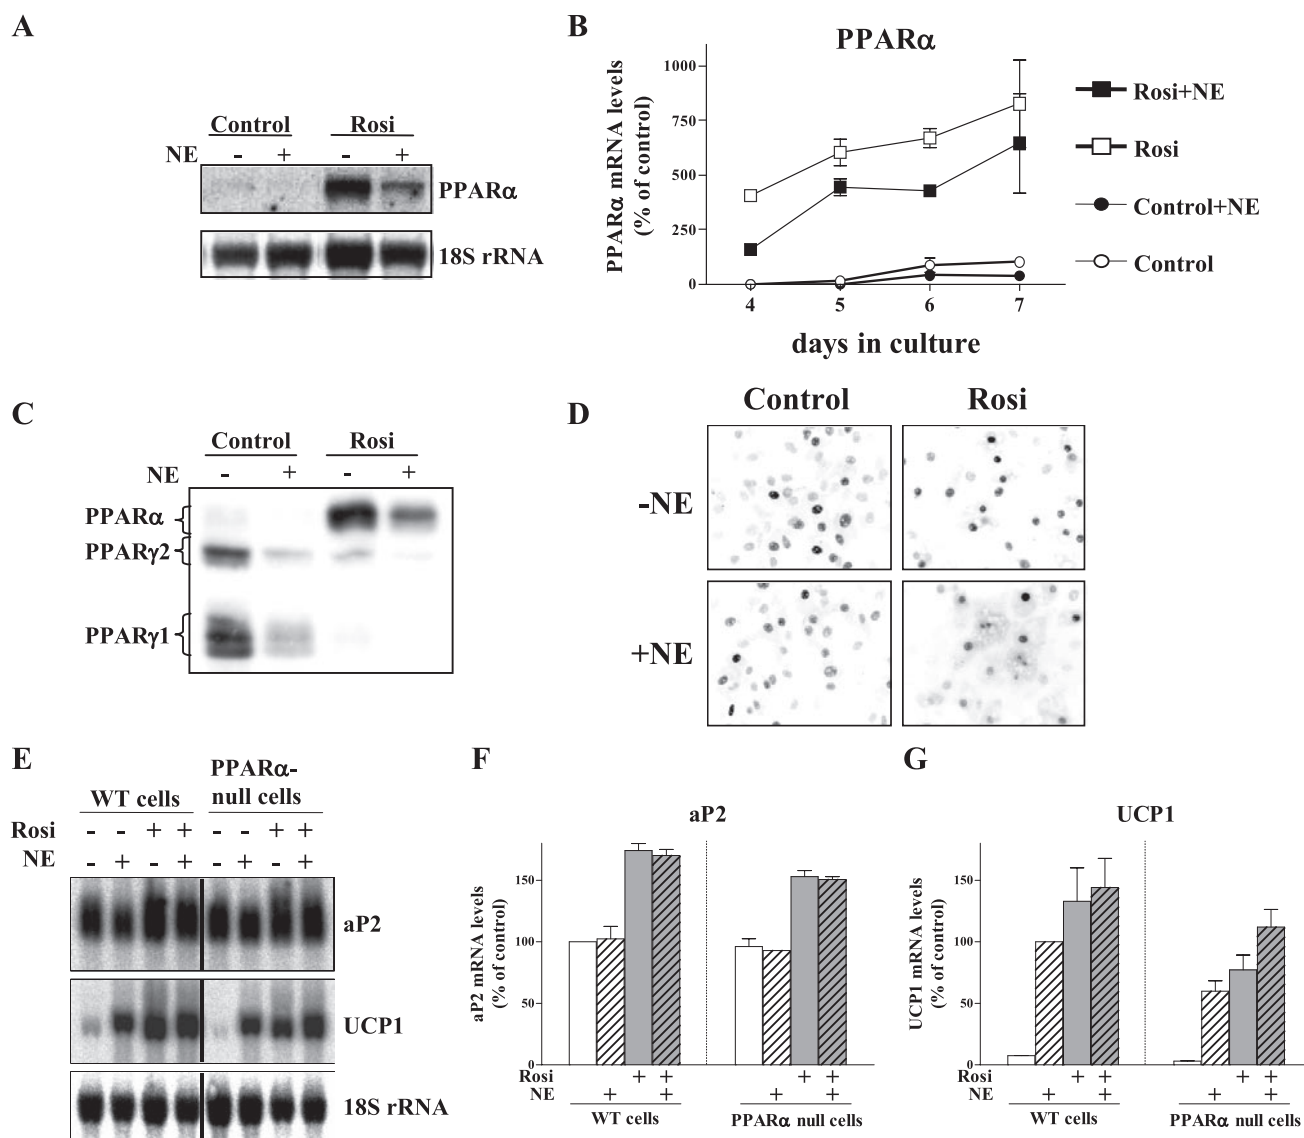 A
Control Rosi
NE - + - +
PPARα
18S rRNA
B
PPARα
PPARα mRNA levels
(% of control)
1000
750
500
250
0
4 5 6 7
days in culture
Rosi+NE
Rosi
Control+NE
Control
C
Control Rosi
NE - + - +
PPARα
PPARγ2
PPARγ1
D
Control Rosi
-NE
+NE
E
WT cells
PPARα-
null cells
Rosi - - + + - - + +
NE - + - + - + - +
aP2
UCP1
18S rRNA
F
aP2
aP2 mRNA levels
(% of control)
150
100
50
0
Rosi + + + +
NE + + + +
WT cells PPARα null cells
G
UCP1
UCP1 mRNA levels
(% of control)
150
100
50
0
Rosi + + + +
NE + + + +
WT cells PPARα null cells